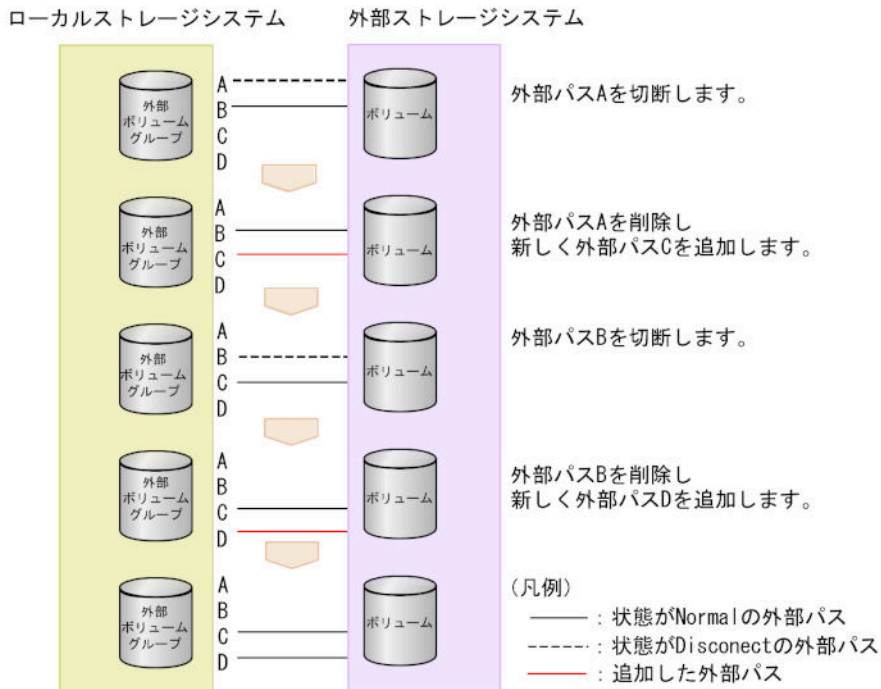 ローカルストレージシステム
外部ストレージシステム
外部
ボリューム
グループ
A
B
C
D
ボリューム
外部パスAを切断します。
外部
ボリューム
グループ
A
B
C
D
ボリューム
外部パスAを削除し
新しく外部パスCを追加します。
外部
ボリューム
グループ
A
B
C
D
ボリューム
外部パスBを切断します。
外部
ボリューム
グループ
A
B
C
D
ボリューム
外部パスBを削除し
新しく外部パスDを追加します。
外部
ボリューム
グループ
A
B
C
D
ボリューム
(凡例)
：状態がNormalの外部パス
：状態がDisconectの外部パス
：追加した外部パス